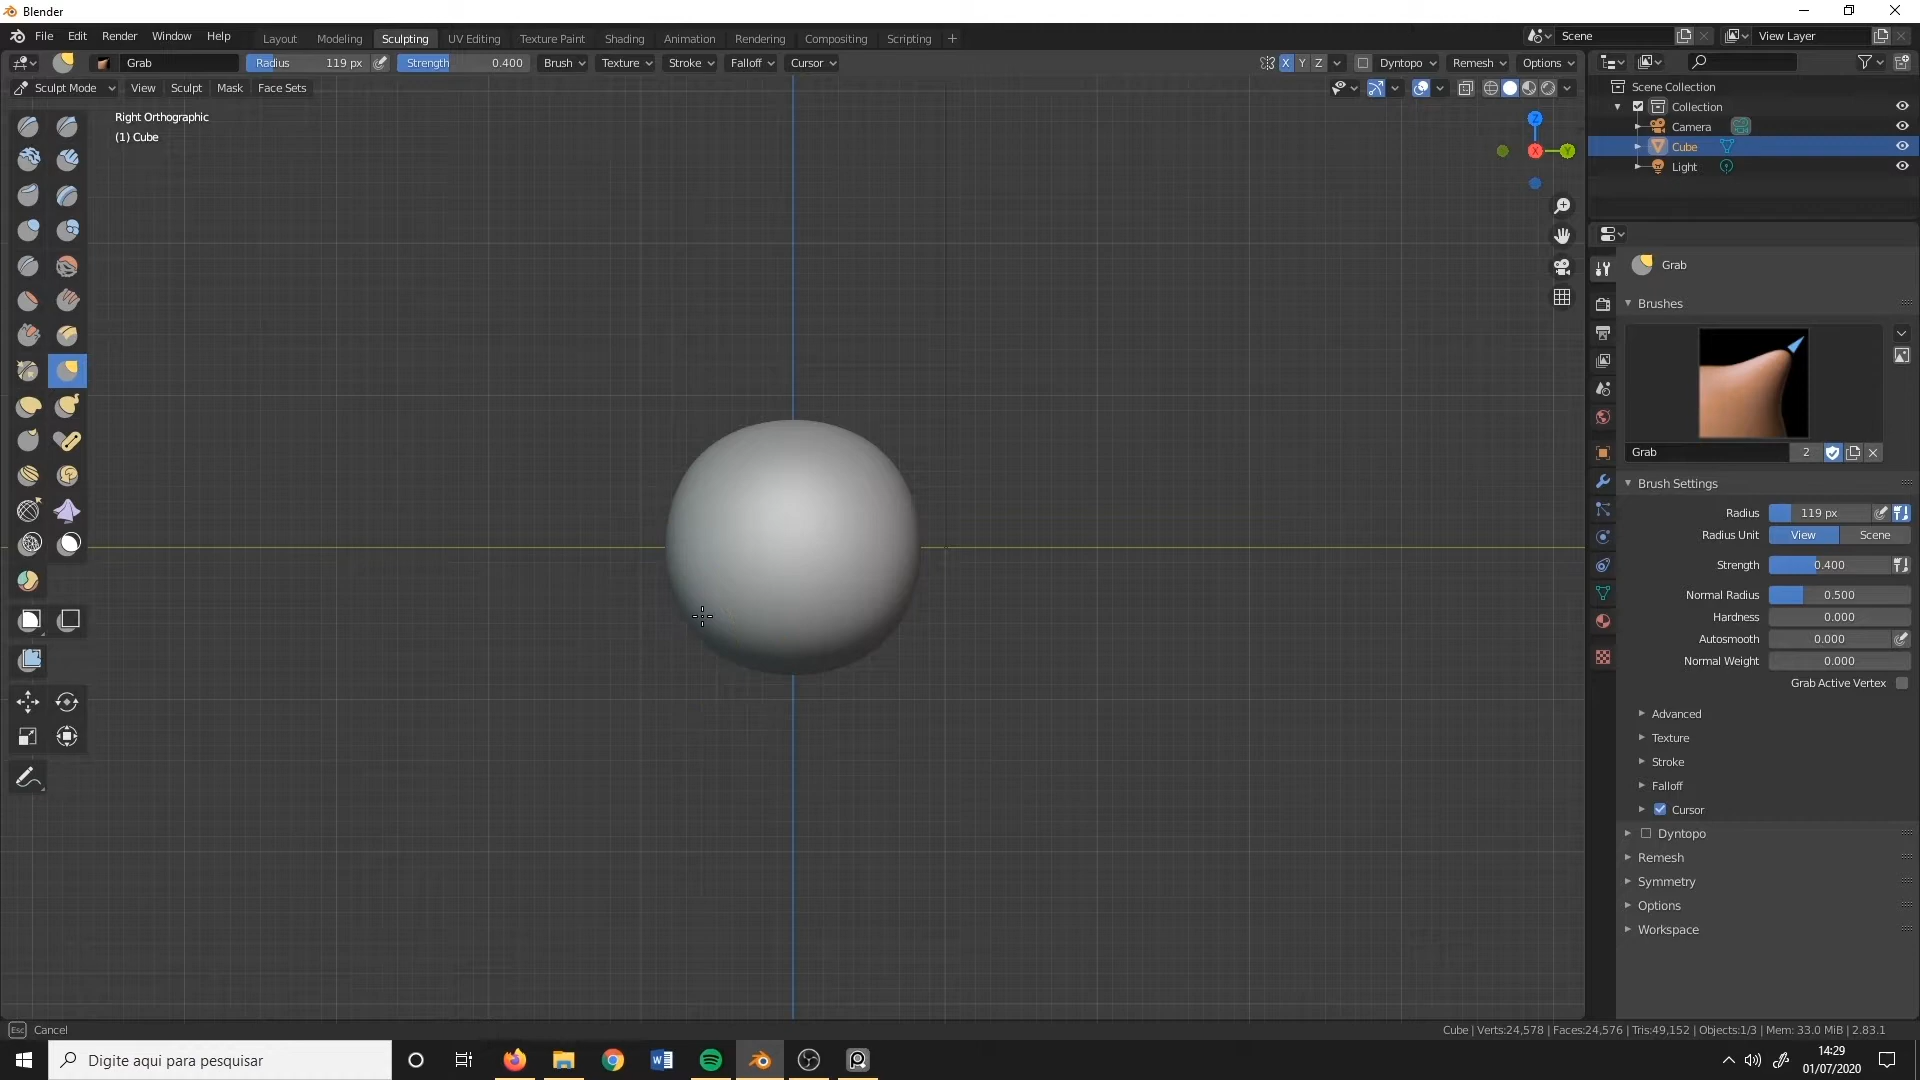 Blender
File Edit Render Window Help Layout Modeling Sculpting UV Editing Texture Paint Shading Animation Rendering Compositing Scripting + Scene View Layer
Grab Radius 119 px Strength 0.400 Brush Texture Stroke Falloff Cursor X Y Z Dyntopo Remesh Options
Sculpt Mode View Sculpt Mask Face Sets
Right Orthographic
(1) Cube
Z
X
Y
Scene Collection
Collection
Camera
Cube
Light
Grab
Brushes
Grab 2
Brush Settings
Radius 119 px
Radius Unit View Scene
Strength 0.400
Normal Radius 0.500
Hardness 0.000
Autosmooth 0.000
Normal Weight 0.000
Grab Active Vertex
Advanced
Texture
Stroke
Falloff
Cursor
Dyntopo
Remesh
Symmetry
Options
Workspace
Esc Cancel
Cube | Verts:24,578 | Faces:24,576 | Tris:49,152 | Objects:1/3 | Mem: 33.0 MiB | 2.83.1
Digite aqui para pesquisar
14:29
01/07/2020